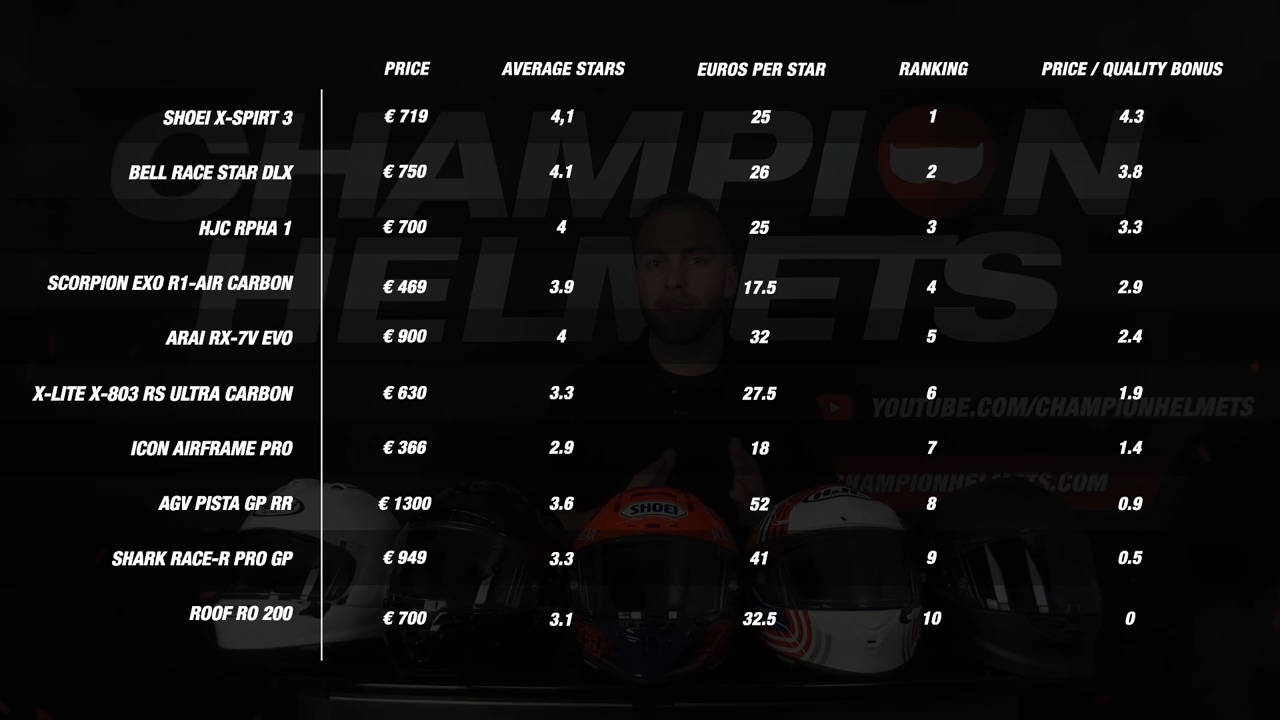 PRICE AVERAGE STARS EUROS PER STAR RANKING PRICE / QUALITY BONUS
SHOEI X-SPIRT 3 € 719 4,1 25 1 4.3
BELL RACE STAR DLX € 750 4.1 26 2 3.8
HJC RPHA 1 € 700 4 25 3 3.3
SCORPION EXO R1-AIR CARBON € 469 3.9 17.5 4 2.9
ARAI RX-7V EVO € 900 4 32 5 2.4
X-LITE X-803 RS ULTRA CARBON € 630 3.3 27.5 6 1.9
ICON AIRFRAME PRO € 366 2.9 18 7 1.4
AGV PISTA GP RR € 1300 3.6 52 8 0.9
SHARK RACE-R PRO GP € 949 3.3 41 9 0.5
ROOF RO 200 € 700 3.1 32.5 10 0
CHAMPION
HELMETS
YOUTUBE.COM/CHAMPIONHELMETS
CHAMPIONHELMETS.COM
SHOEI